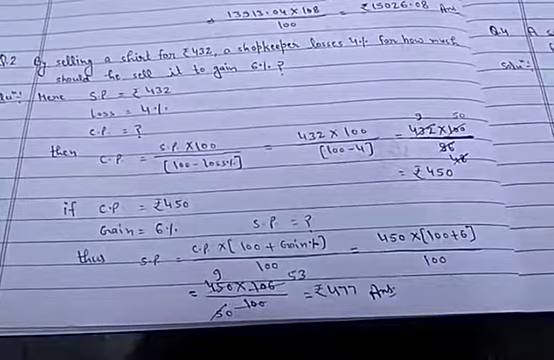 13913.04 × 108 / 100 = ₹15026.08 Ans
Q.2 By selling a shirt for ₹432, a shopkeeper losses 4% for how much
should he sell it to gain 6%?
Here S.P = ₹432
Loss = 4%
C.P = ?
then C.P = S.P × 100 / [100 - loss%] = 432 × 100 / [100-4] = 432 × 100 / 96
= ₹450
if C.P = ₹450
Gain = 6% S.P = ?
thus S.P = C.P × [100 + Gain%] / 100 = 450 × [100+6] / 100
= 450 × 106 / 100 = ₹477 Ans
Q.4 A
Solu:-